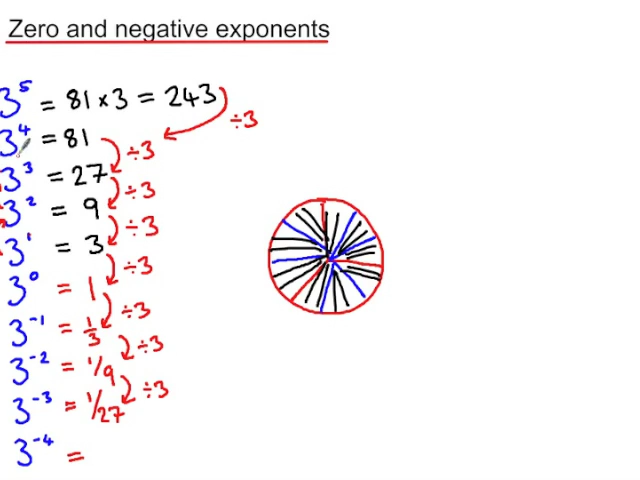 Zero and negative exponents
3⁵ = 81 × 3 = 243
÷3
3⁴ = 81
÷3
3³ = 27
÷3
3² = 9
÷3
3¹ = 3
÷3
3⁰ = 1
÷3
3⁻¹ = 1/3
÷3
3⁻² = 1/9
÷3
3⁻³ = 1/27
3⁻⁴ =